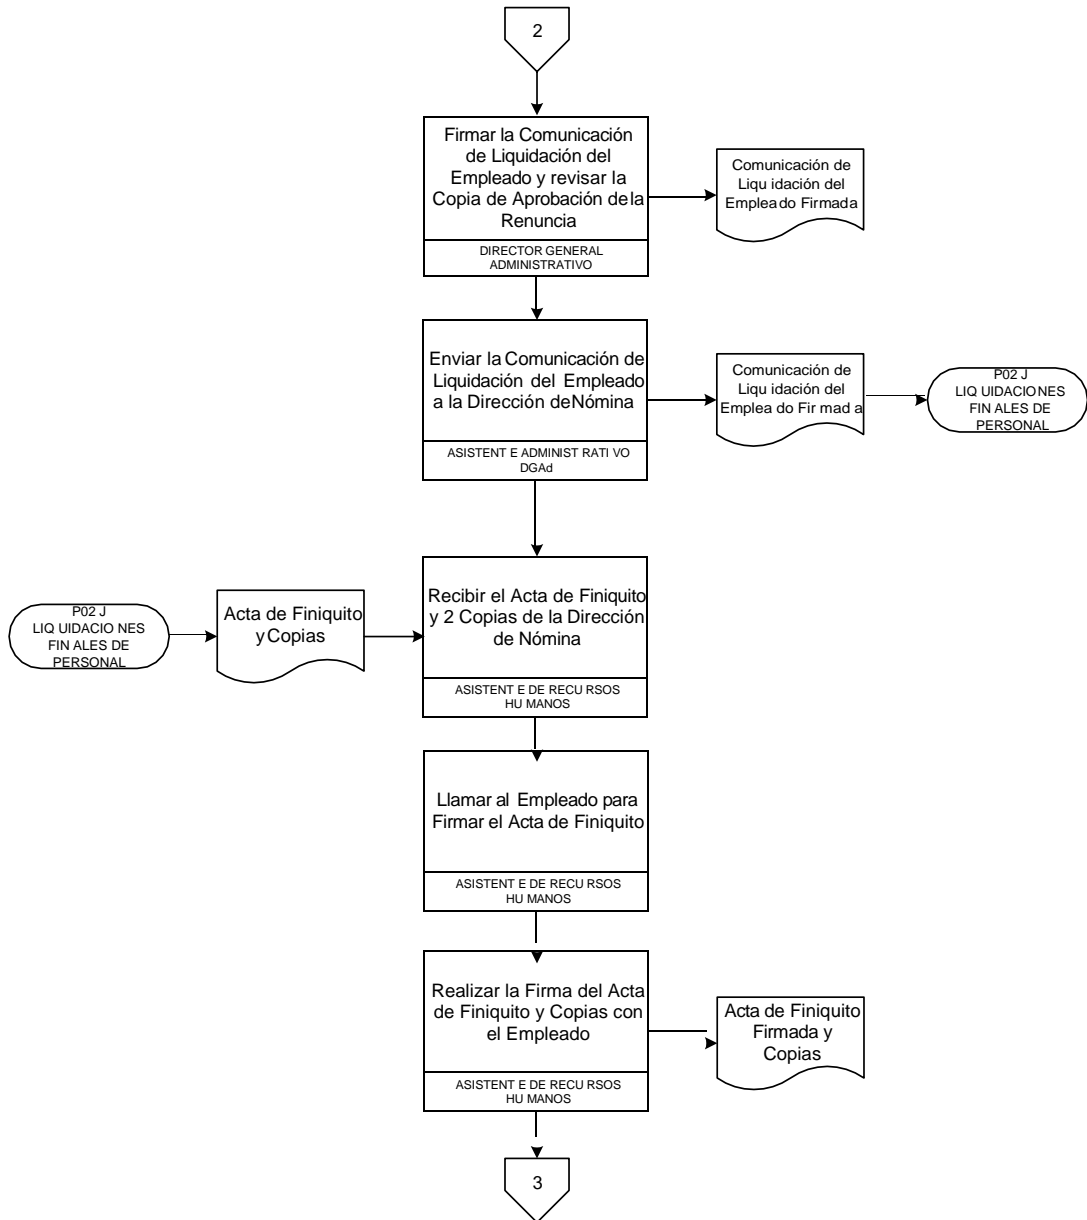 2
Firmar la Comunicación
de Liquidación del
Empleado y revisar la
Copia de Aprobación de la
Renuncia
DIRECTOR GENERAL
ADMINISTRATIVO
Comunicación de
Liqu idación del
Emplea do Firmada
Enviar la Comunicación de
Liquidación del Empleado
a la Dirección de Nómina
ASISTENT E ADMINIST RATI VO
DGAd
Comunicación de
Liqu idación del
Emplea do Fir mad a
P02 J
LIQ UIDACIO NES
FIN ALES DE
PERSONAL
P02 J
LIQ UIDACIO NES
FIN ALES DE
PERSONAL
Acta de Finiquito
y Copias
Recibir el Acta de Finiquito
y 2 Copias de la Dirección
de Nómina
ASISTENT E DE RECU RSOS
HU MANOS
Llamar al Empleado para
Firmar el Acta de Finiquito
ASISTENT E DE RECU RSOS
HU MANOS
Realizar la Firma del Acta
de Finiquito y Copias con
el Empleado
ASISTENT E DE RECU RSOS
HU MANOS
Acta de Finiquito
Firmada y
Copias
3